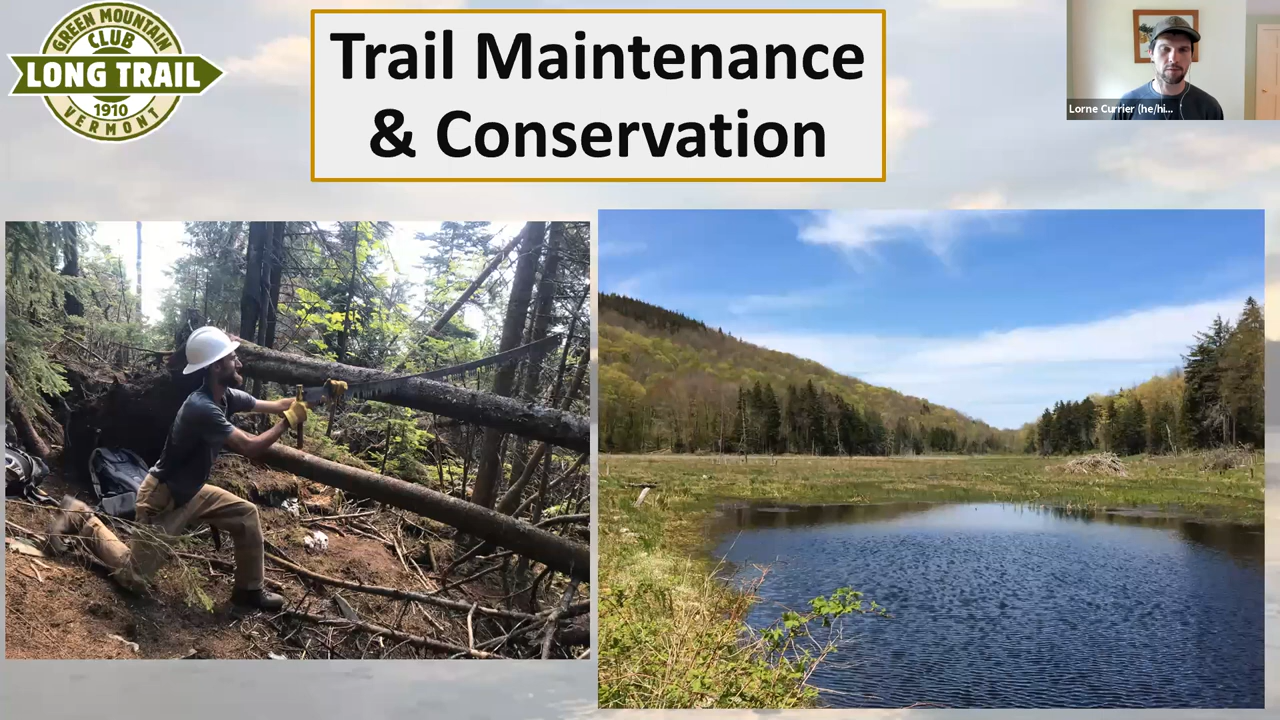 GREEN MOUNTAIN
CLUB
LONG TRAIL
1910
VERMONT
Trail Maintenance
& Conservation
Lorne Currier (he/hi...